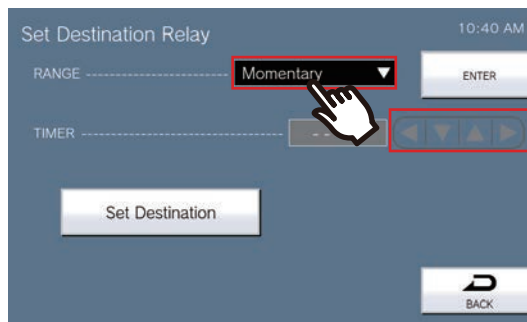 Set Destination Relay
10:40 AM
RANGE
Momentary
ENTER
TIMER
- -
Set Destination
BACK